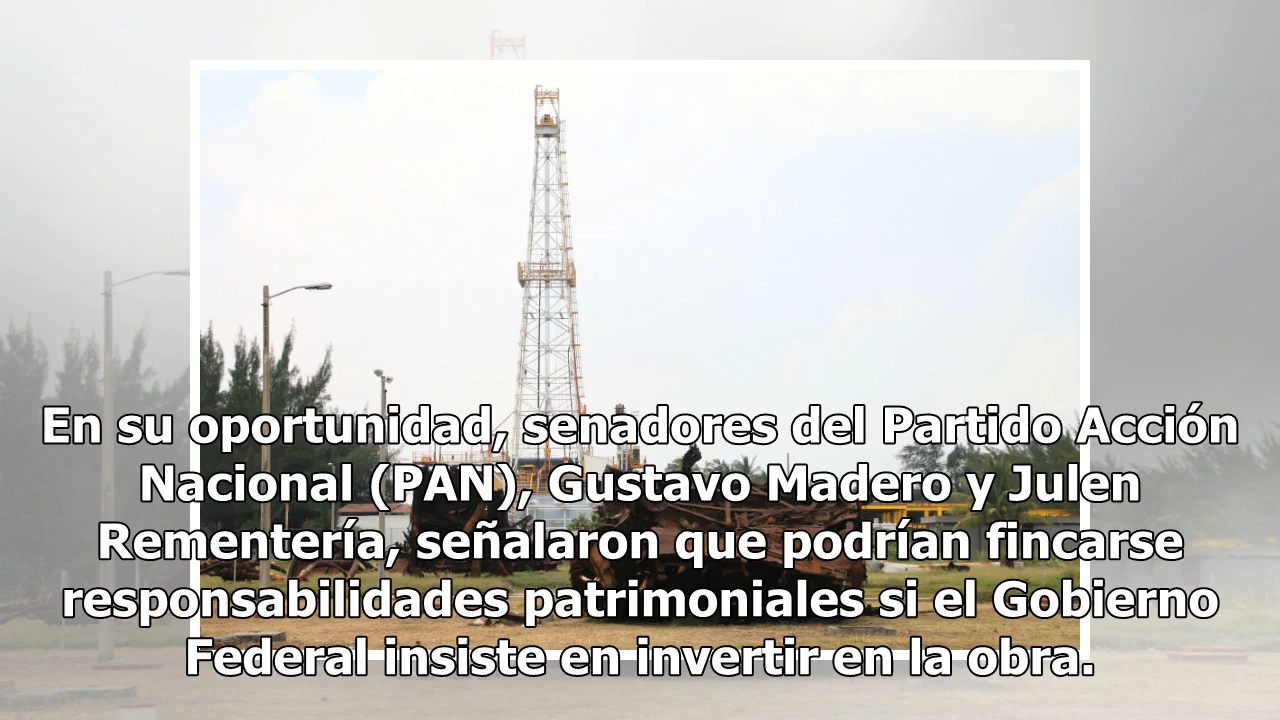 En su oportunidad, senadores del Partido Acción
Nacional (PAN), Gustavo Madero y Julen
Rementería, señalaron que podrían fincarse
responsabilidades patrimoniales si el Gobierno
Federal insiste en invertir en la obra.